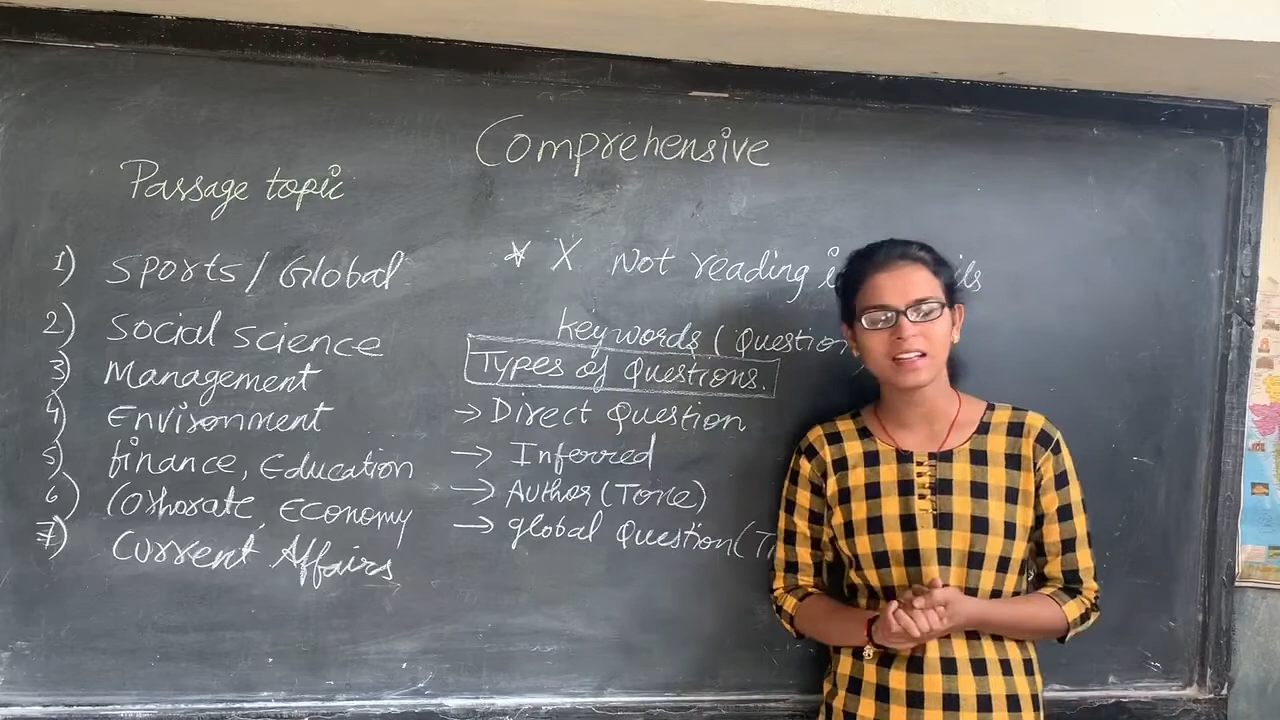 Comprehensive
Passage topic
1) Sports/Global
2) Social Science
3) Management
4) Environment
5) finance, Education
6) Corporate, Economy
7) Current Affairs
* X Not reading
keywords (Question
Types of Questions.
→ Direct Question
→ Inferred
→ Author (Tone)
→ global Question (